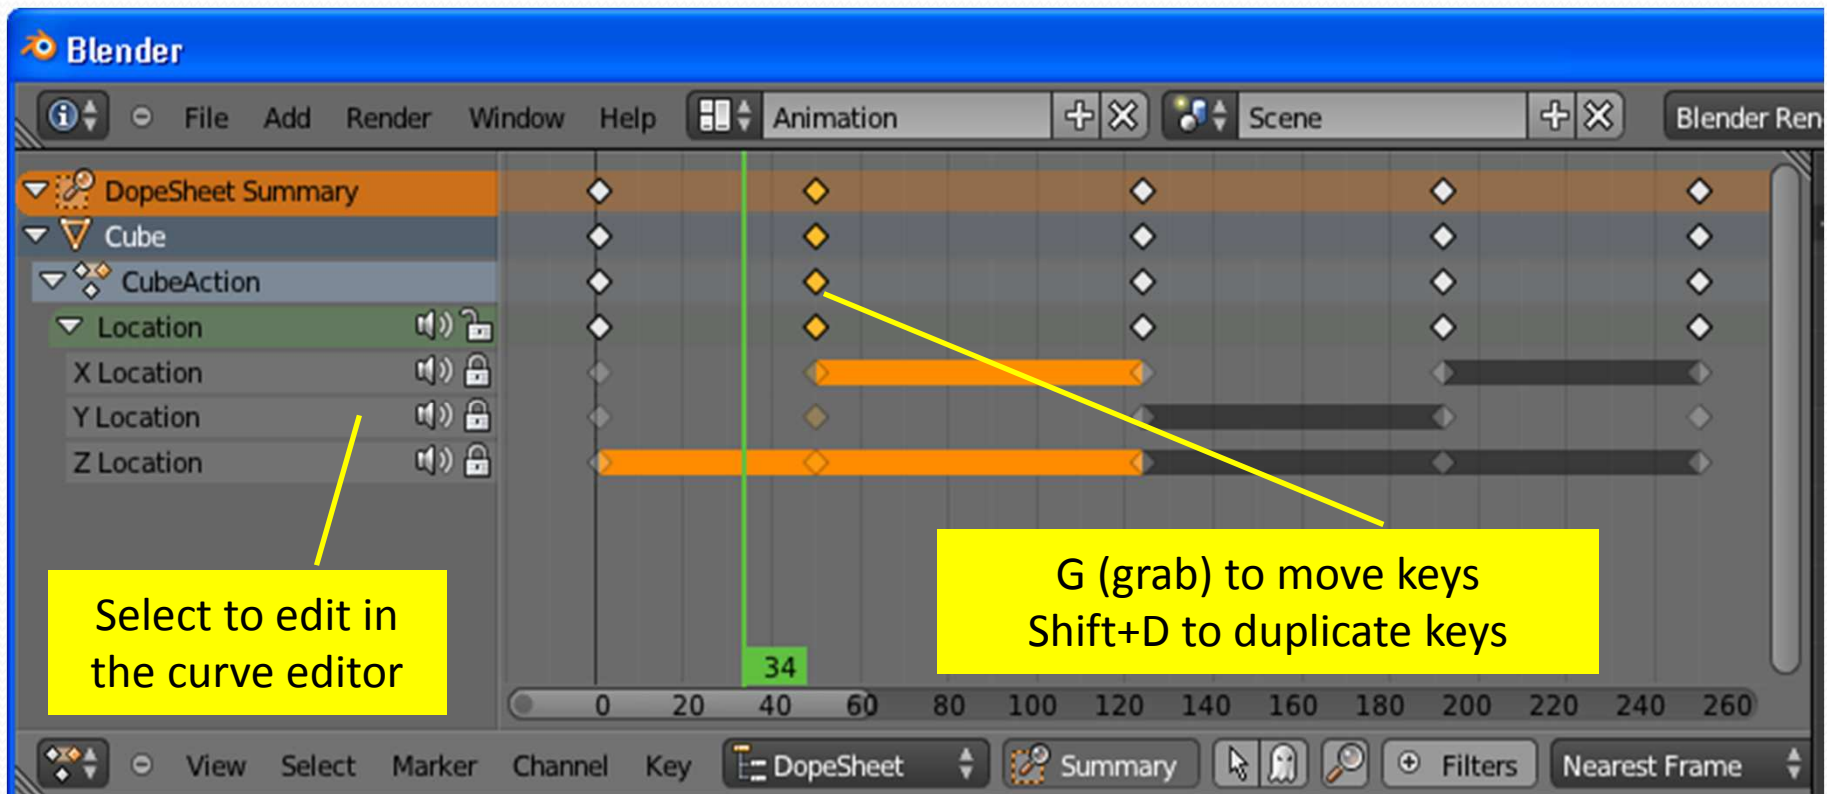 Blender
File Add Render Window Help Animation Scene Blender Ren
DopeSheet Summary
Cube
CubeAction
Location
X Location
Y Location
Z Location
G (grab) to move keys
Shift+D to duplicate keys
Select to edit in
the curve editor
34
0 20 40 60 80 100 120 140 160 180 200 220 240 260
View Select Marker Channel Key DopeSheet Summary Filters Nearest Frame